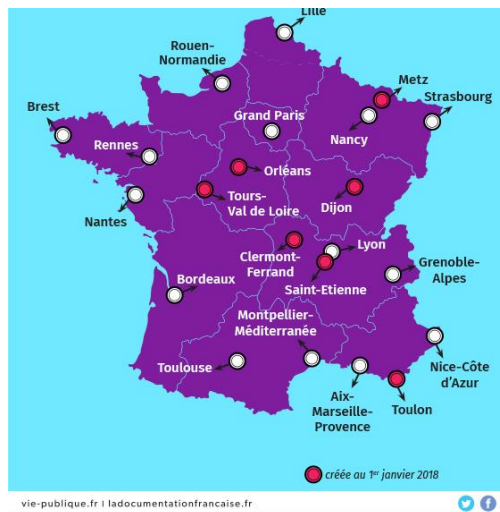 Lille
Rouen-
Normandie
Metz
Strasbourg
Brest
Grand Paris
Nancy
Rennes
Orléans
Tours-
Val de Loire
Dijon
Nantes
Clermont-
Ferrand
Lyon
Saint-Etienne
Grenoble-
Alpes
Bordeaux
Montpellier-
Méditerranée
Toulouse
Nice-Côte
d’Azur
Aix-
Marseille-
Provence
Toulon
créée au 1er janvier 2018
vie-publique.fr I ladocumentationfrancaise.fr
f